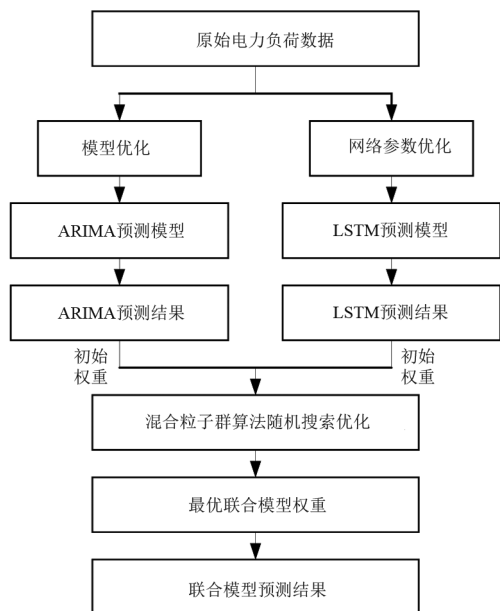 原始电力负荷数据
模型优化
网络参数优化
ARIMA预测模型
LSTM预测模型
ARIMA预测结果
LSTM预测结果
初始
权重
初始
权重
混合粒子群算法随机搜索优化
最优联合模型权重
联合模型预测结果